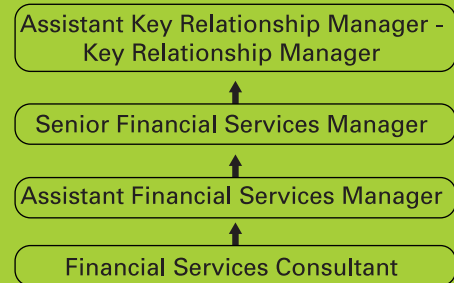 Assistant Key Relationship Manager -
Key Relationship Manager
Senior Financial Services Manager
Assistant Financial Services Manager
Financial Services Consultant